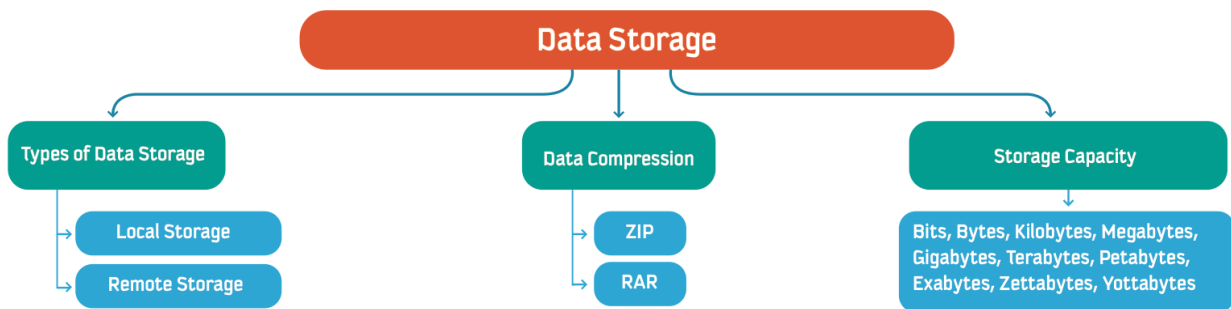 Data Storage
Types of Data Storage
Local Storage
Remote Storage
Data Compression
ZIP
RAR
Storage Capacity
Bits, Bytes, Kilobytes, Megabytes,
Gigabytes, Terabytes, Petabytes,
Exabytes, Zettabytes, Yottabytes